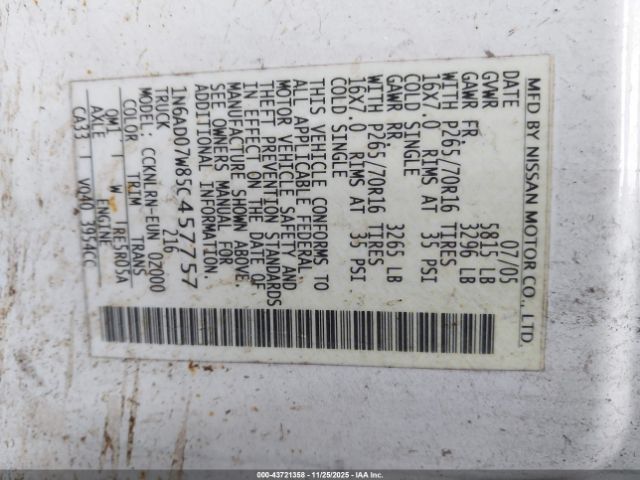 MFD BY NISSAN MOTOR CO., LTD.
DATE 07/05
GVWR 5815 LB
GAWR FR. 3296 LB
WITH P265/70R16 TIRES
16X7.0 RIMS AT 35 PSI
COLD SINGLE
GAWR RR. 3265 LB
WITH P265/70R16 TIRES
16X7.0 RIMS AT 35 PSI
COLD SINGLE
THIS VEHICLE CONFORMS TO
ALL APPLICABLE FEDERAL
MOTOR VEHICLE SAFETY AND
THEFT PREVENTION STANDARDS
IN EFFECT ON THE DATE OF
MANUFACTURE SHOWN ABOVE.
SEE OWNERS MANUAL FOR
ADDITIONAL INFORMATION.
1N6AD07W85C457757
TRUCK 216
MODEL: CCKNLRN-EUN 02000
COLOR TRIM TRANS
QM1 I W I RE5R05A
AXLE ENGINE
CA33 I VQ40 3954CC
000-43721358 - 11/25/2025 - IAAI.com